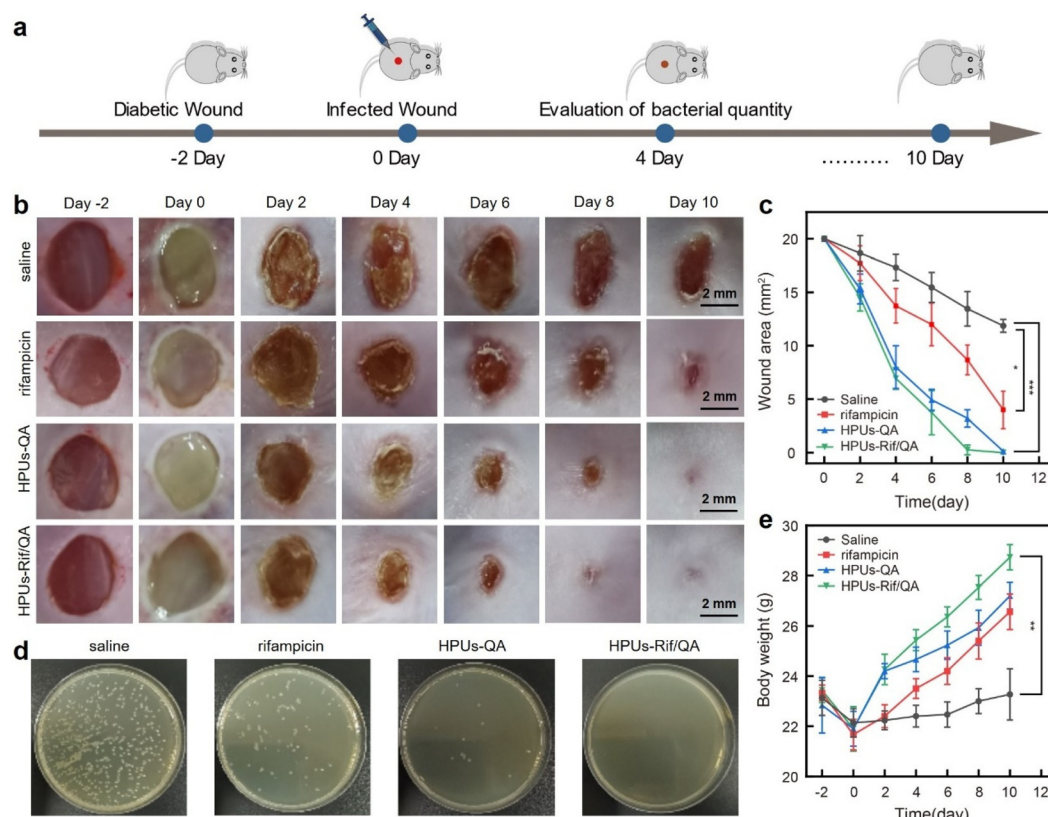 a
Diabetic Wound
Infected Wound
Evaluation of bacterial quantity
-2 Day
0 Day
4 Day
..........
10 Day
b
Day -2
Day 0
Day 2
Day 4
Day 6
Day 8
Day 10
saline
2 mm
rifampicin
2 mm
HPUs-QA
2 mm
HPUs-Rif/QA
2 mm
c
Wound area (mm²)
20
15
10
5
0
Saline
rifampicin
HPUs-QA
HPUs-Rif/QA
*
***
0 2 4 6 8 10 12
Time(day)
d
saline
rifampicin
HPUs-QA
HPUs-Rif/QA
e
Body weight (g)
30
28
26
24
22
20
Saline
rifampicin
HPUs-QA
HPUs-Rif/QA
**
-2 0 2 4 6 8 10 12
Time(day)